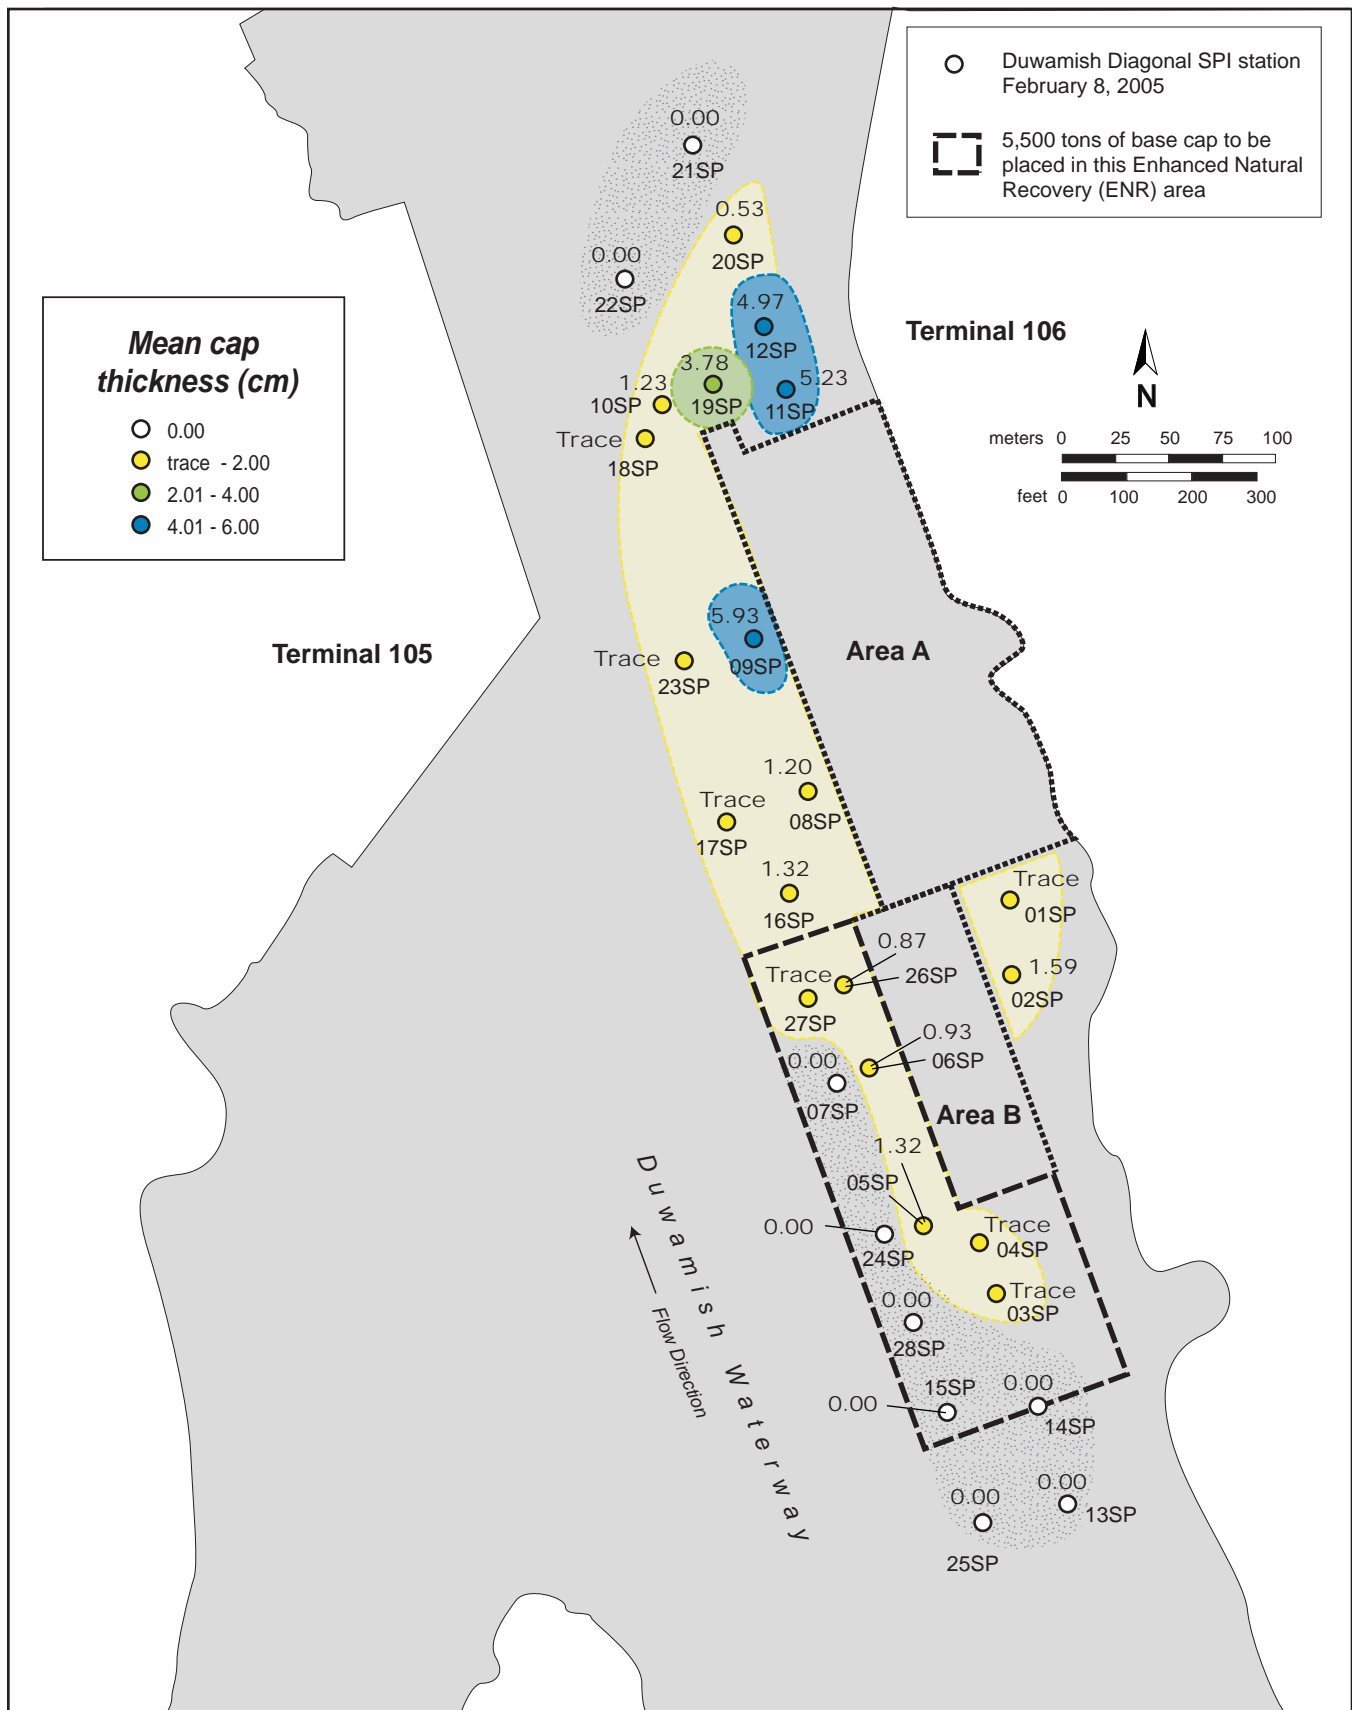 Duwamish Diagonal SPI station
February 8, 2005
5,500 tons of base cap to be
placed in this Enhanced Natural
Recovery (ENR) area
0.00
21SP
0.53
20SP
0.00
22SP
Mean cap
thickness (cm)
0.00
trace - 2.00
2.01 - 4.00
4.01 - 6.00
4.97
12SP
Terminal 106
N
3.78
19SP
5.23
11SP
1.23
10SP
Trace
18SP
meters 0 25 50 75 100
feet 0 100 200 300
5.93
09SP
Terminal 105
Trace
23SP
Area A
1.20
08SP
Trace
17SP
1.32
16SP
Trace
01SP
0.87
26SP
1.59
02SP
Trace
27SP
0.93
06SP
0.00
07SP
Area B
1.32
05SP
0.00
24SP
Trace
04SP
Trace
03SP
0.00
28SP
Duwamish Waterway
Flow Direction
15SP
0.00
0.00
14SP
0.00
13SP
0.00
25SP